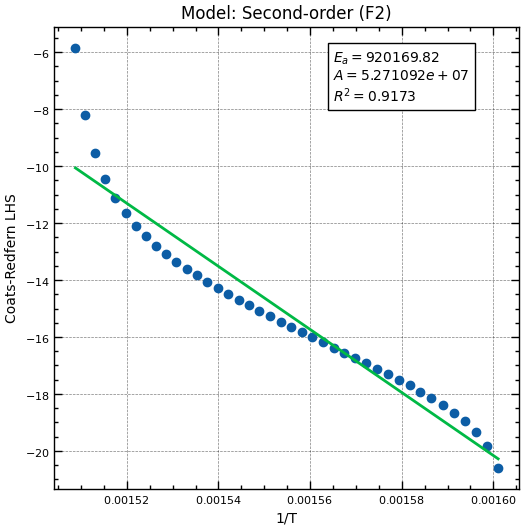 Model: Second-order (F2)
−6
−8
−10
−12
−14
−16
−18
−20
Coats-Redfern LHS
E_a = 920169.82
A = 5.271092e + 07
R² = 0.9173
0.00152 0.00154 0.00156 0.00158 0.00160
1/T